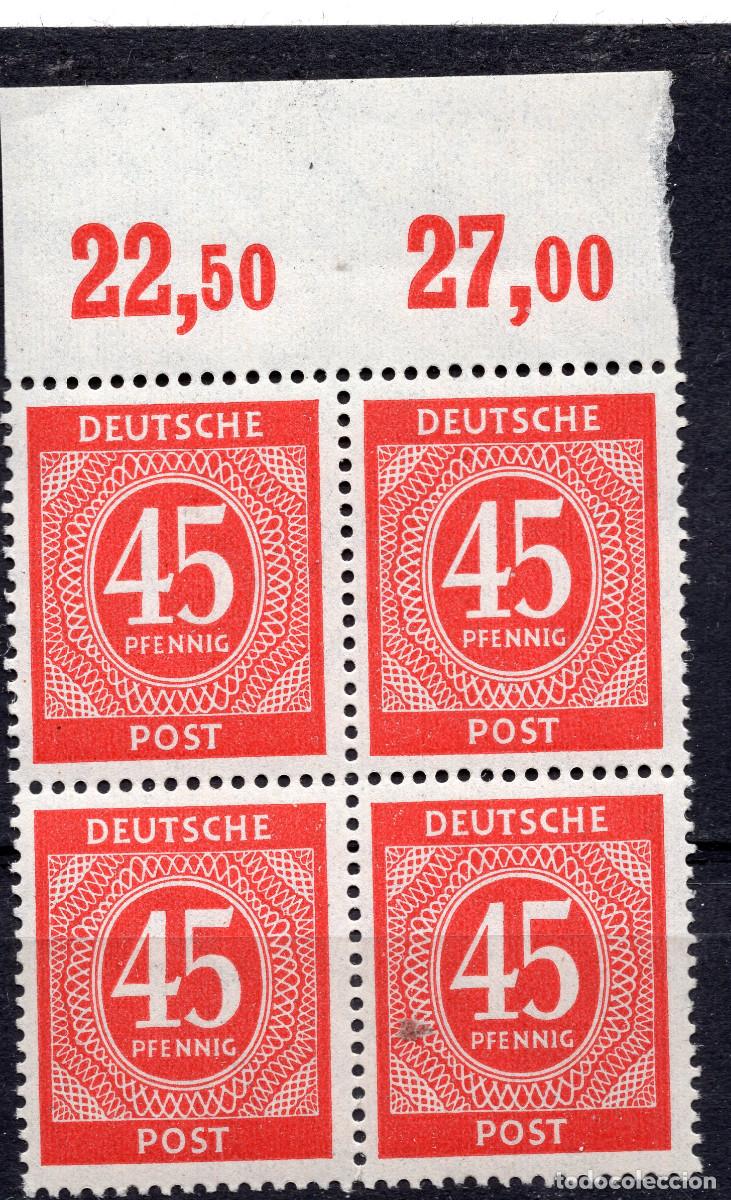 22,50 27,00
DEUTSCHE
45
PFENNIG
POST
DEUTSCHE
45
PFENNIG
POST
DEUTSCHE
45
PFENNIG
POST
DEUTSCHE
45
PFENNIG
POST
todocoleccion